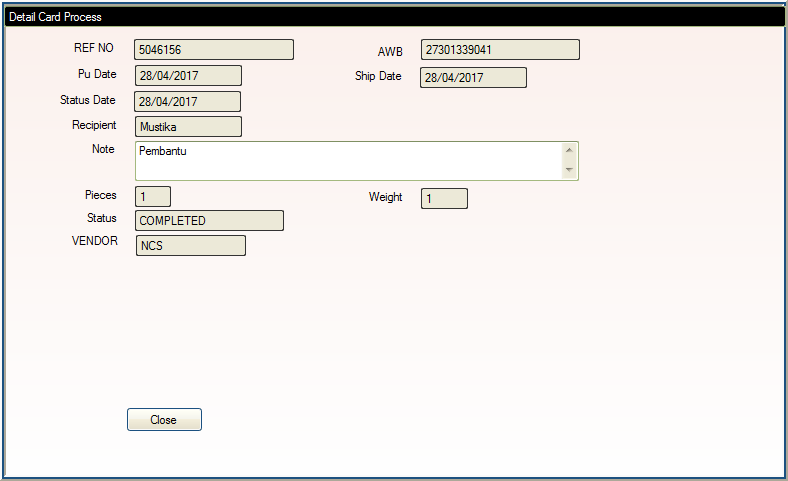 Detail Card Process
REF NO 5046156 AWB 27301339041
Pu Date 28/04/2017 Ship Date 28/04/2017
Status Date 28/04/2017
Recipient Mustika
Note Pembantu
Pieces 1 Weight 1
Status COMPLETED
VENDOR NCS
Close